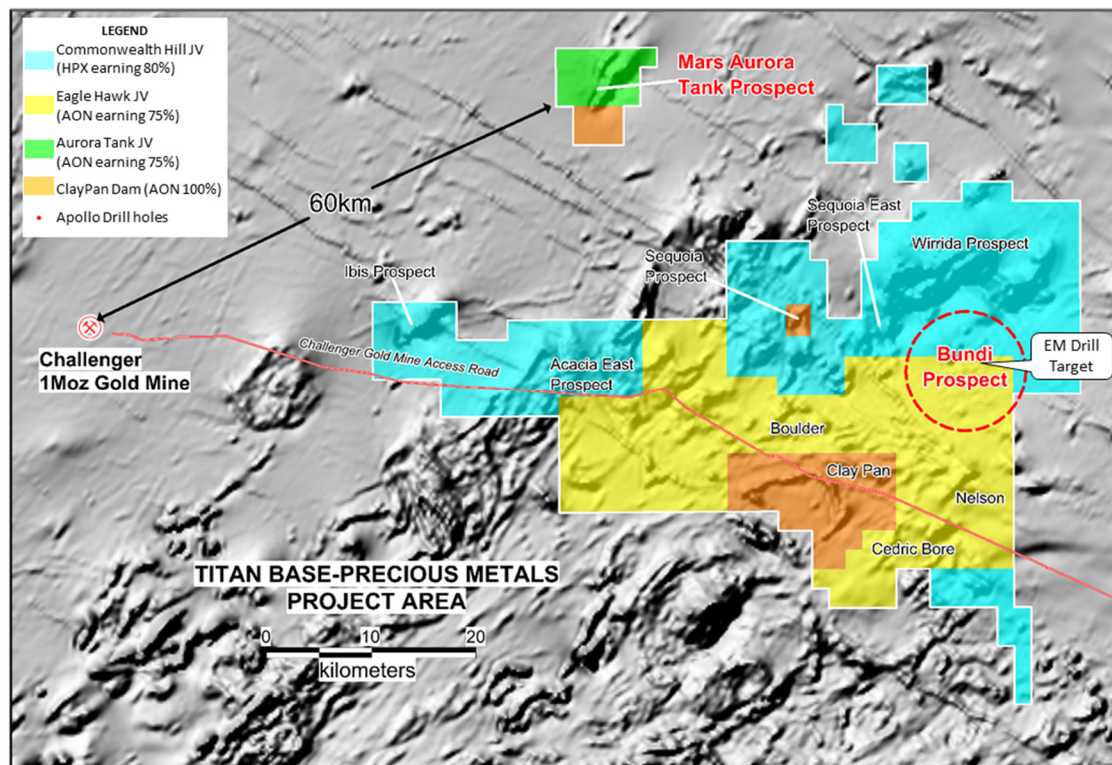 LEGEND
Commonwealth Hill JV
(HPX earning 80%)
Eagle Hawk JV
(AON earning 75%)
Aurora Tank JV
(AON earning 75%)
ClayPan Dam (AON 100%)
Apollo Drill holes
Mars Aurora
Tank Prospect
60km
Sequoia East
Prospect
Wirrida Prospect
Sequoia
Prospect
Ibis Prospect
Challenger
1Moz Gold Mine
Challenger Gold Mine Access Road
Acacia East
Prospect
Bundi
Prospect
EM Drill
Target
Boulder
Clay Pan
Nelson
Cedric Bore
TITAN BASE-PRECIOUS METALS
PROJECT AREA
0 10 20
kilometers